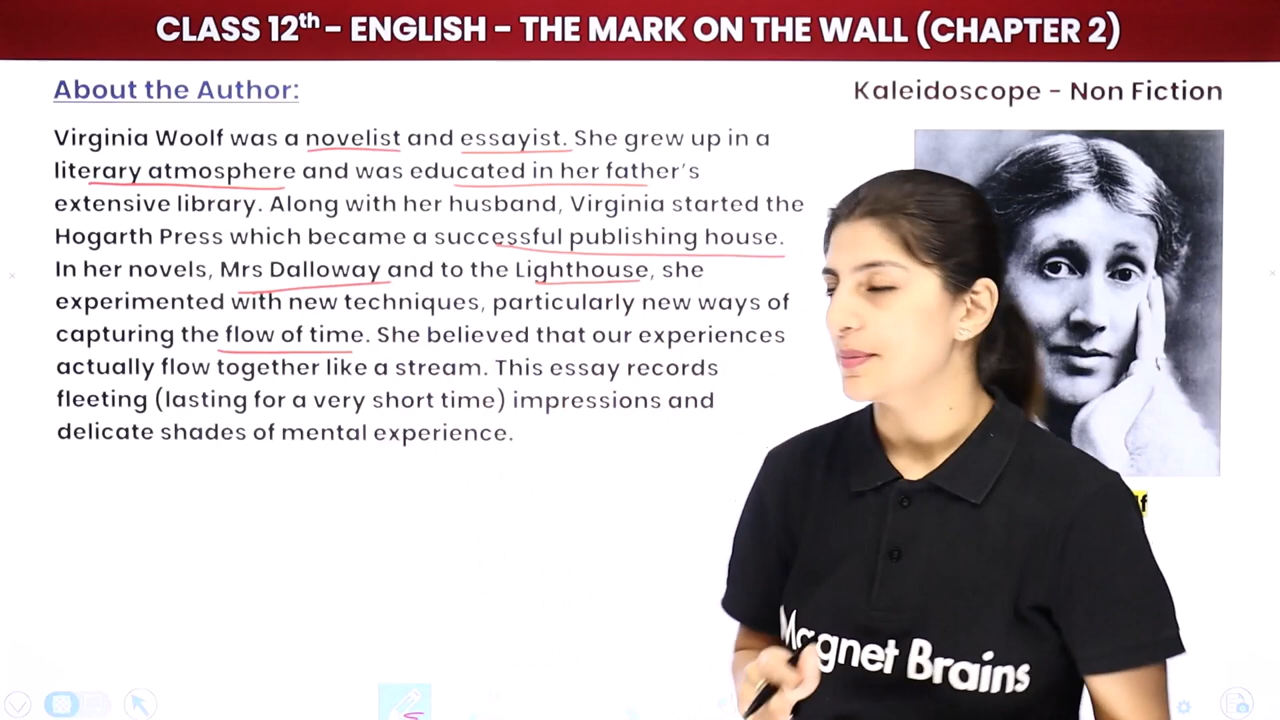 CLASS 12th – ENGLISH – THE MARK ON THE WALL (CHAPTER 2)
About the Author:
Kaleidoscope - Non Fiction
Virginia Woolf was a novelist and essayist. She grew up in a
literary atmosphere and was educated in her father's
extensive library. Along with her husband, Virginia started the
Hogarth Press which became a successful publishing house.
In her novels, Mrs Dalloway and to the Lighthouse, she
experimented with new techniques, particularly new ways of
capturing the flow of time. She believed that our experiences
actually flow together like a stream. This essay records
fleeting (lasting for a very short time) impressions and
delicate shades of mental experience.
Magnet Brains